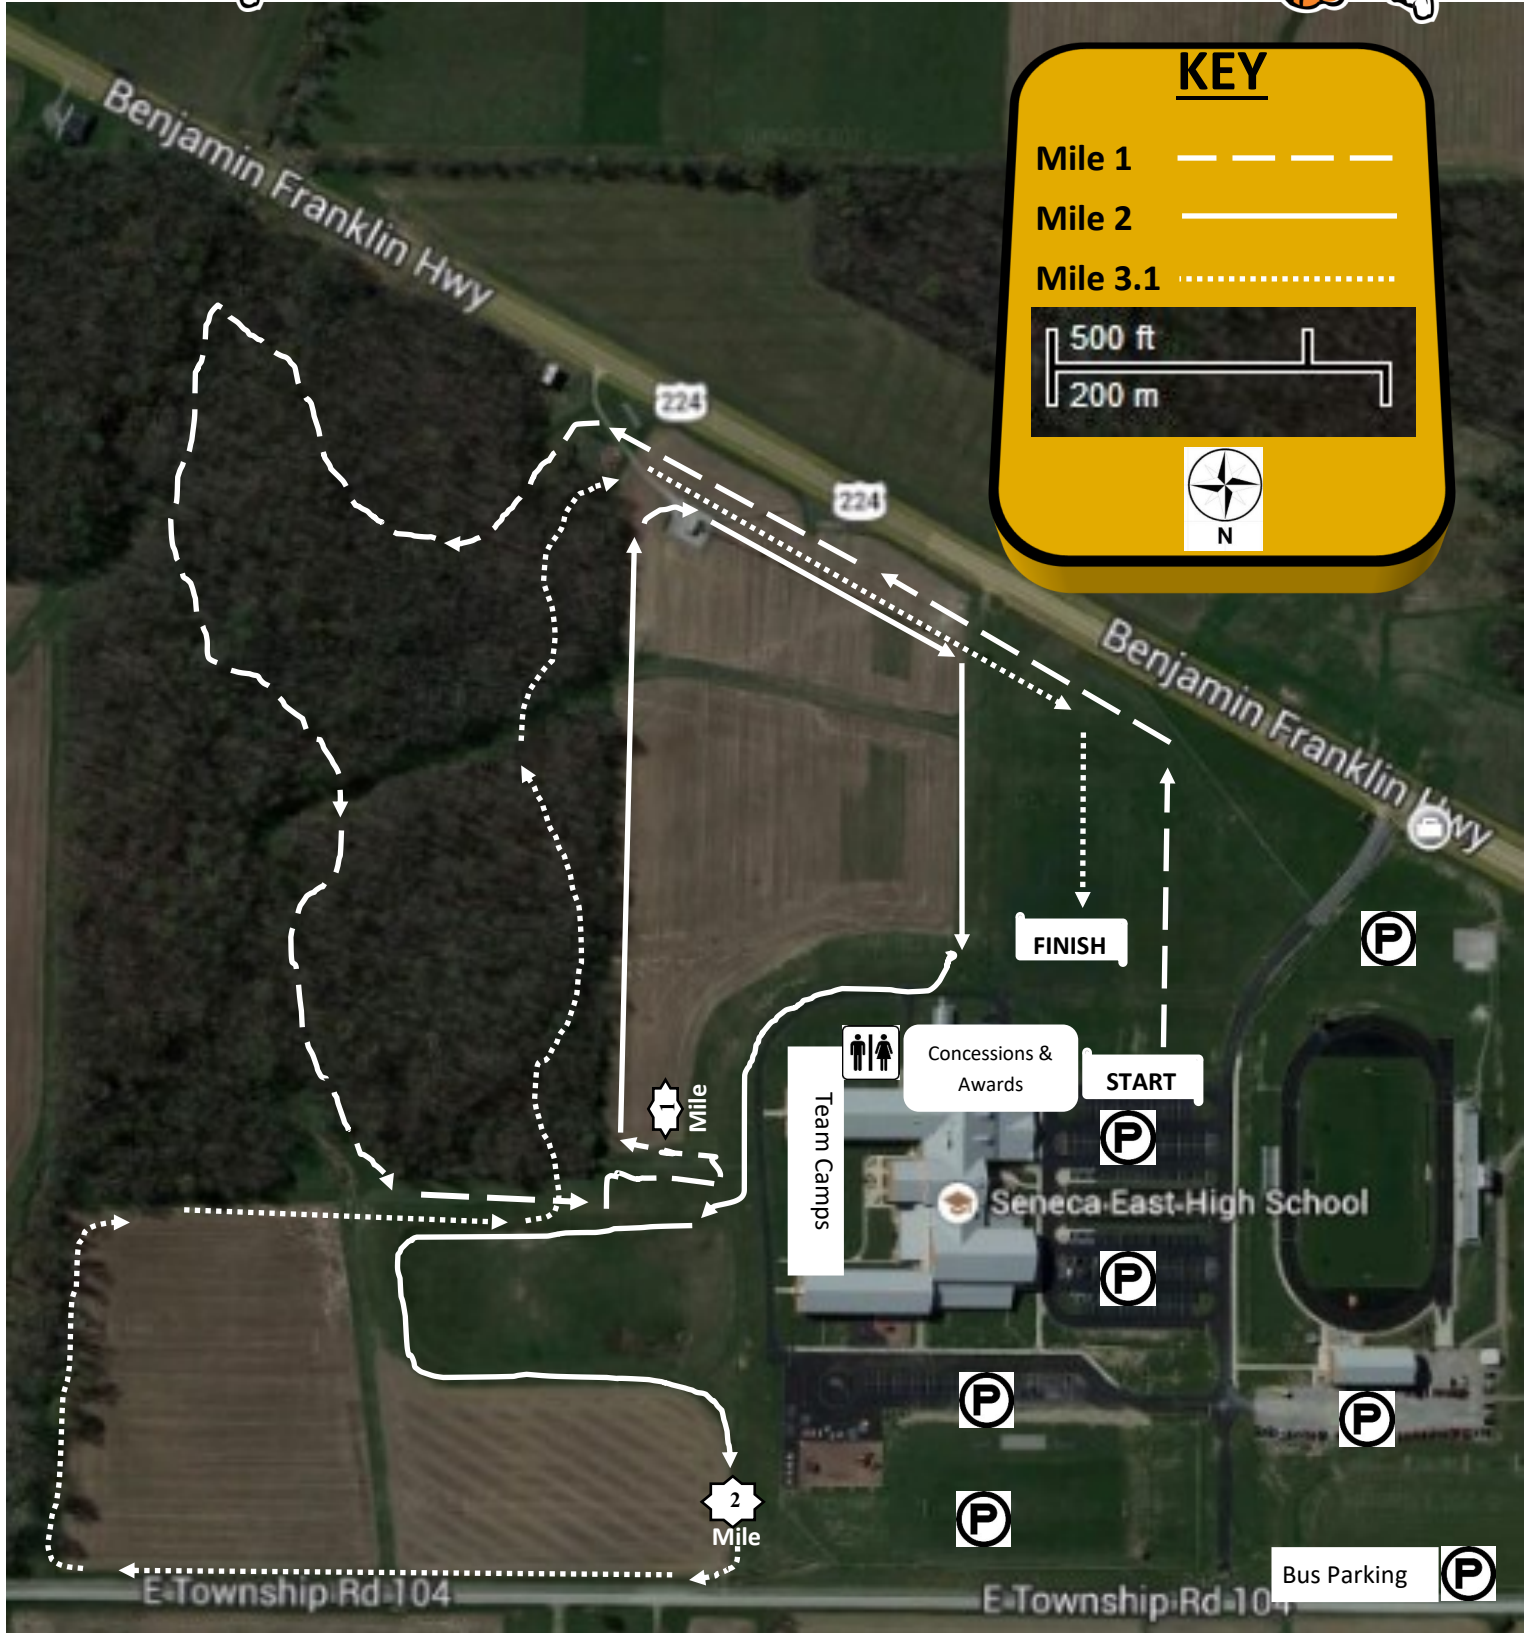 KEY
Mile 1
Mile 2
Mile 3.1
500 ft
200 m
N
Benjamin Franklin Hwy
224
224
Benjamin Franklin Hwy
P
FINISH
Concessions &
Awards
START
1
Mile
Team Camps
P
Seneca East High School
P
P
P
2
Mile
P
Bus Parking
P
E Township Rd 104
E Township Rd 104